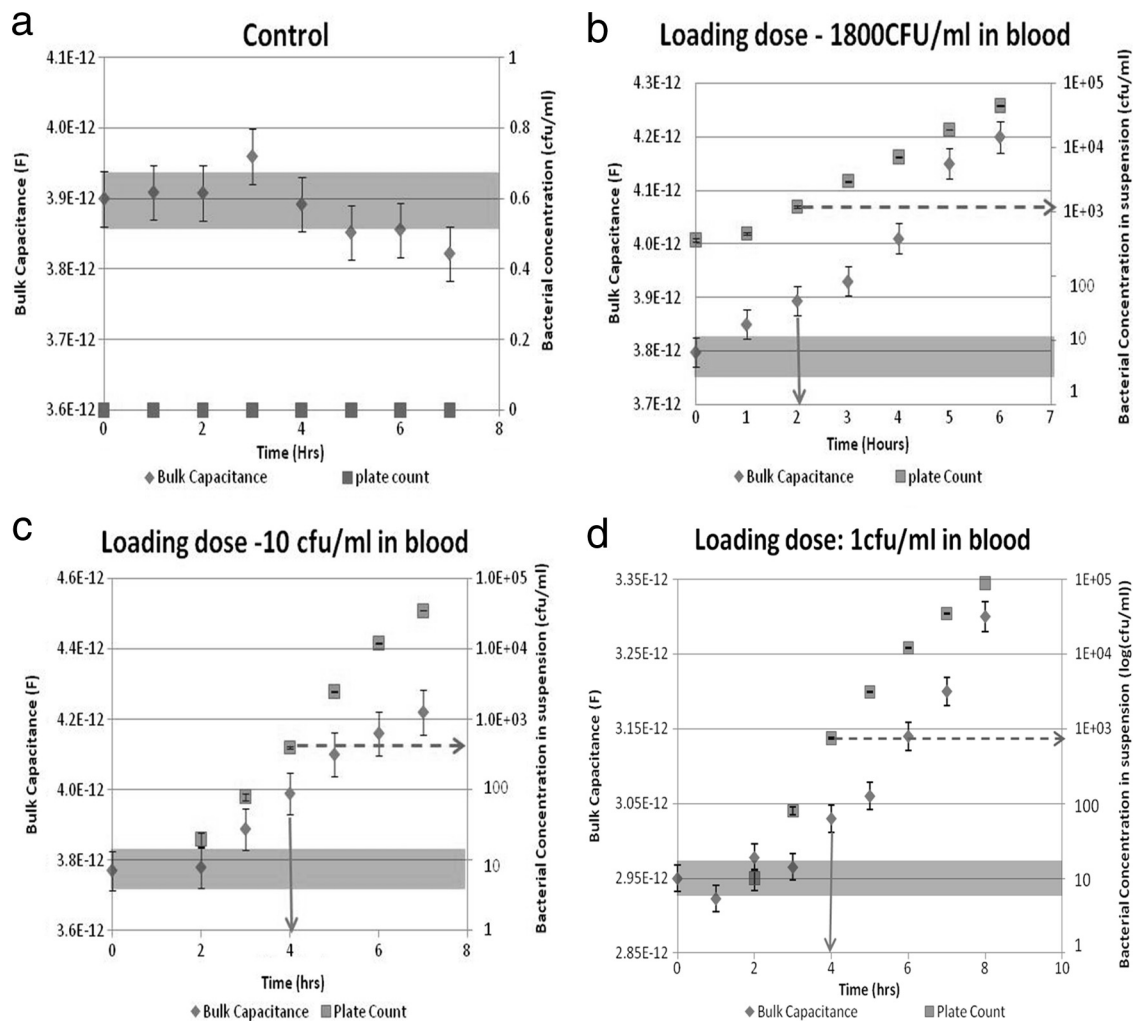 a
Control
4.1E-12
4.0E-12
3.9E-12
3.8E-12
3.7E-12
3.6E-12
Bulk Capacitance (F)
1
0.8
0.6
0.4
0.2
0
Bacterial concentration (cfu/ml)
0 2 4 6 8
Time (Hrs)
Bulk Capacitance plate count
b
Loading dose - 1800CFU/ml in blood
4.3E-12
4.2E-12
4.1E-12
4.0E-12
3.9E-12
3.8E-12
3.7E-12
Bulk Capacitance (F)
1E+05
1E+04
1E+03
100
10
1
Bacterial Concentration in suspension (cfu/ml)
0 1 2 3 4 5 6 7
Time (Hours)
Bulk Capacitance plate Count
c
Loading dose -10 cfu/ml in blood
4.6E-12
4.4E-12
4.2E-12
4.0E-12
3.8E-12
3.6E-12
Bulk Capacitance (F)
1.0E+05
1.0E+04
1.0E+03
100
10
1
Bacterial Concentration in suspension (cfu/ml)
0 2 4 6 8
Time (hrs)
Bulk Capacitance Plate Count
d
Loading dose: 1cfu/ml in blood
3.35E-12
3.25E-12
3.15E-12
3.05E-12
2.95E-12
2.85E-12
Bulk Capacitance (F)
1E+05
1E+04
1E+03
100
10
1
Bacterial Concentration in suspension (log(cfu/ml))
0 2 4 6 8 10
Time (hrs)
Bulk Capacitance Plate Count